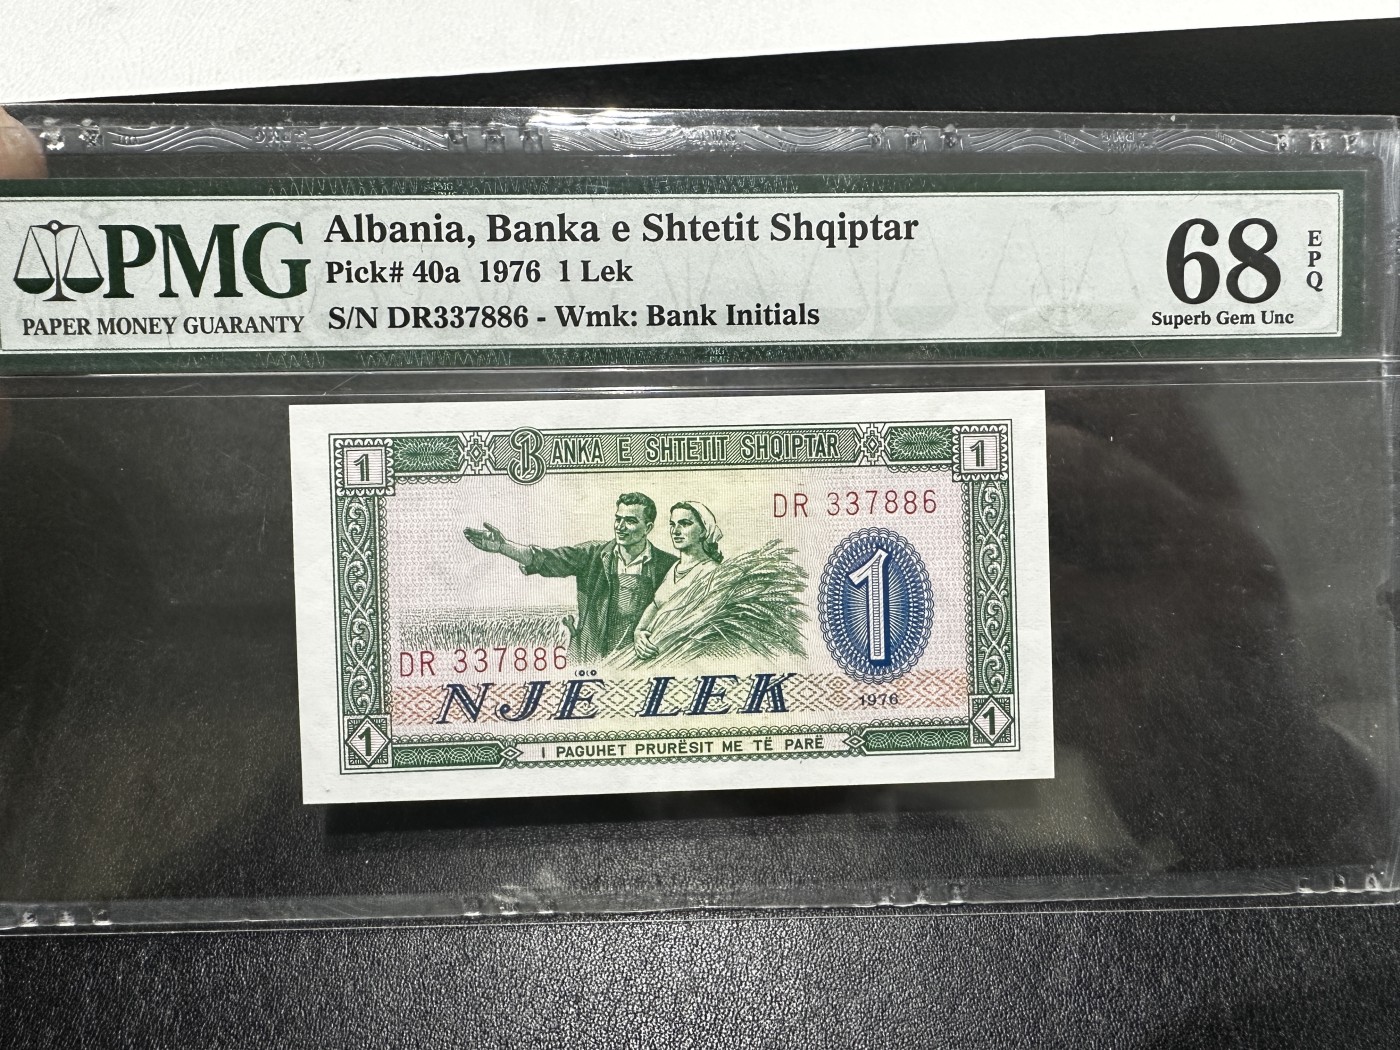 PMG
PAPER MONEY GUARANTY
Albania, Banka e Shtetit Shqiptar
Pick# 40a 1976 1 Lek
S/N DR337886 - Wmk: Bank Initials
68
EPQ
Superb Gem Unc
1
BANKA E SHTETIT SHQIPTAR
1
DR 337886
1
DR 337886
NJË LEK
1976
1
I PAGUHET PRURËSIT ME TË PARË
1